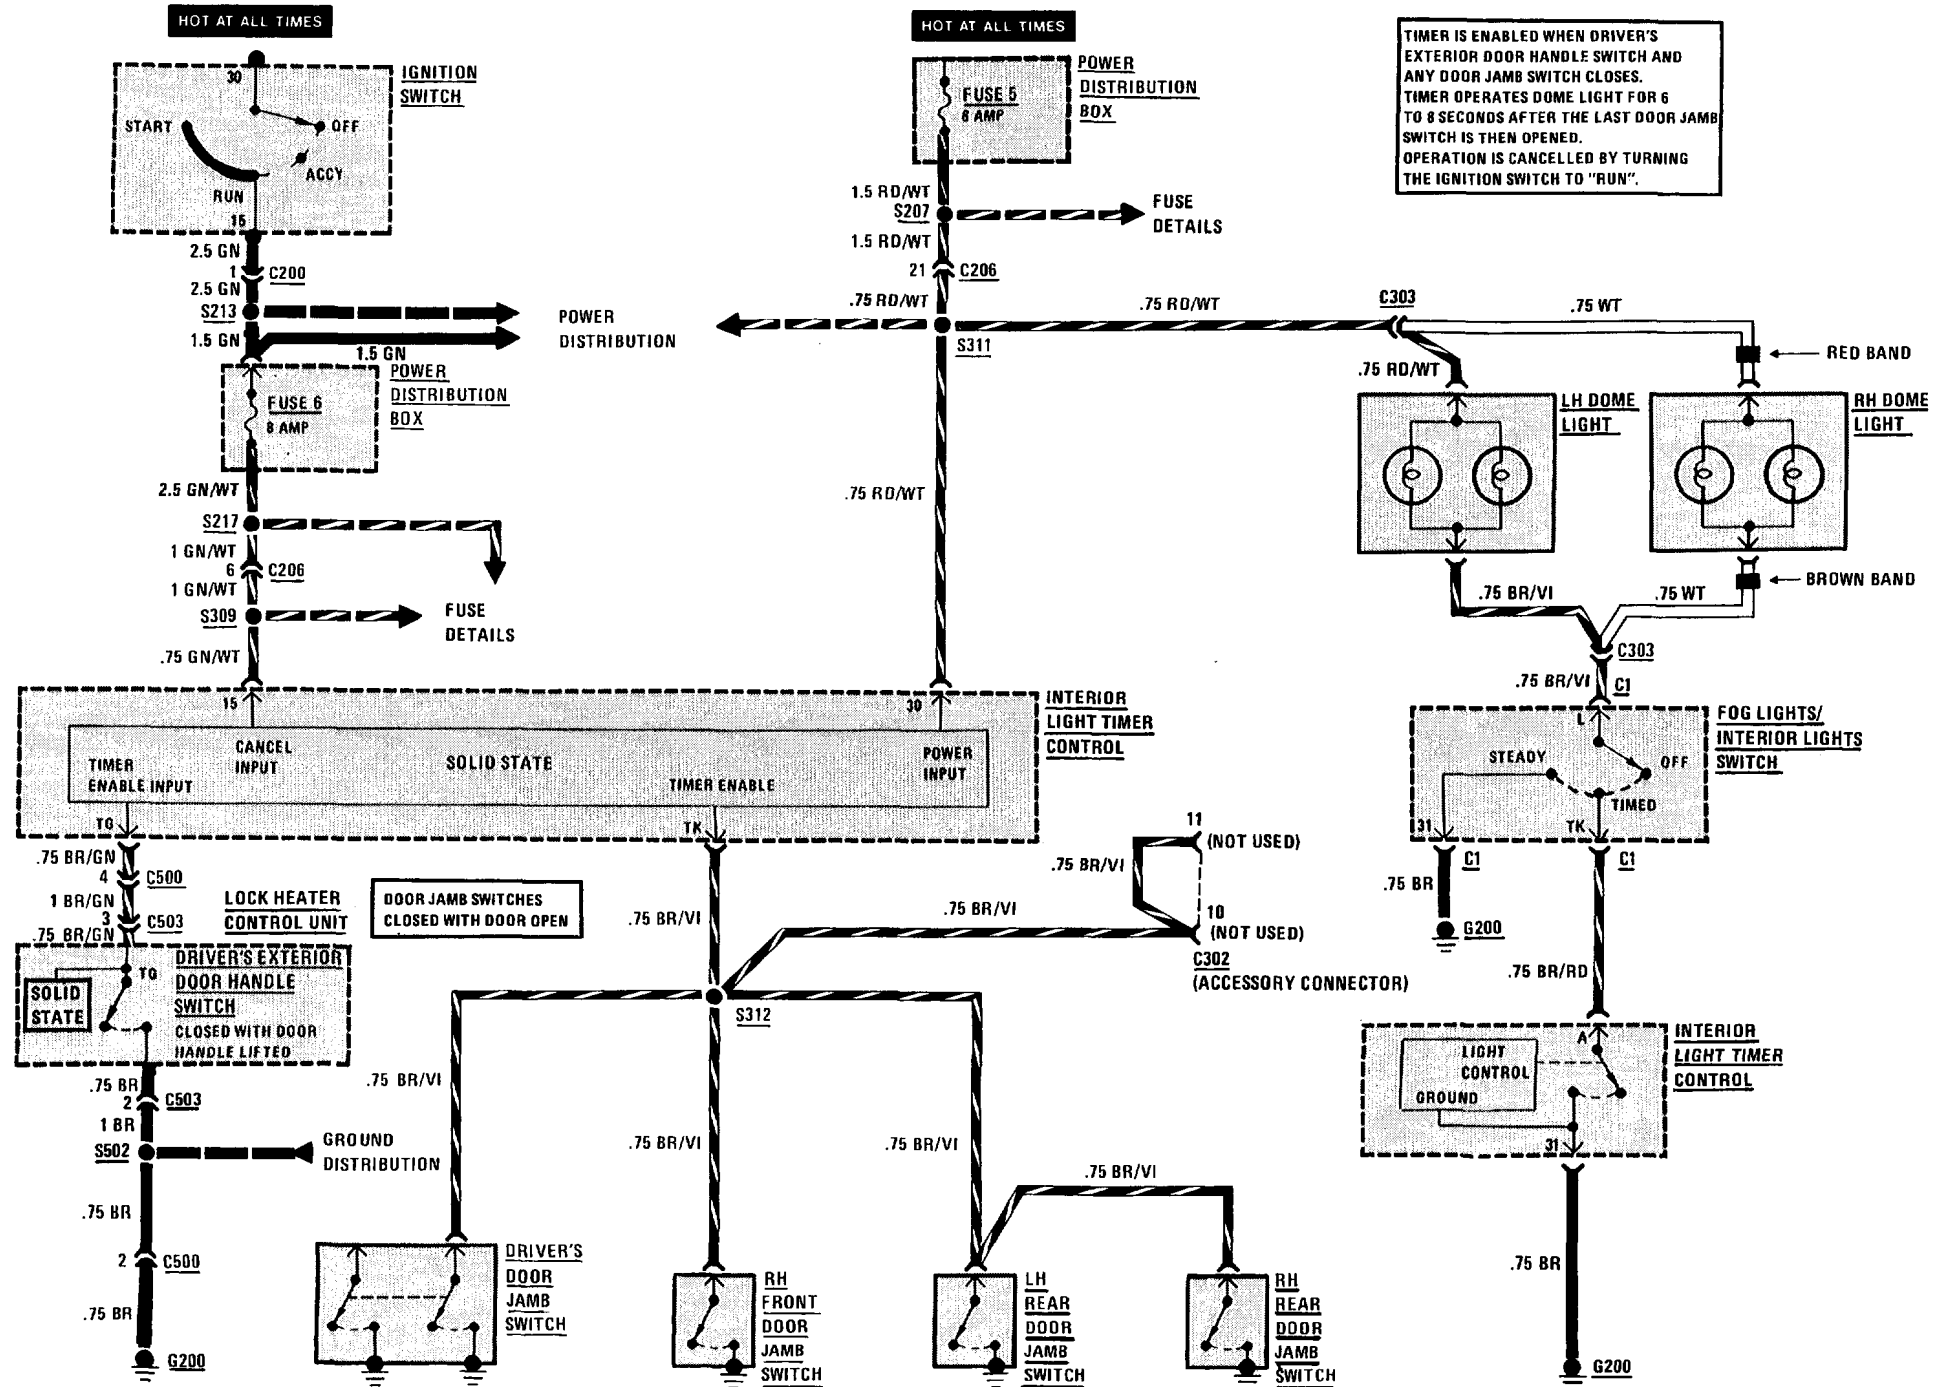 HOT AT ALL TIMES
30
IGNITION
SWITCH
START
OFF
ACCY
RUN
15
2.5 GN
1
C200
2.5 GN
S213
1.5 GN
1.5 GN
POWER
DISTRIBUTION
POWER
DISTRIBUTION
BOX
FUSE 6
8 AMP
2.5 GN/WT
S217
1 GN/WT
6
C206
1 GN/WT
S309
FUSE
DETAILS
.75 GN/WT
HOT AT ALL TIMES
POWER
DISTRIBUTION
BOX
FUSE 5
8 AMP
1.5 RD/WT
S207
FUSE
DETAILS
1.5 RD/WT
21
C206
.75 RD/WT
S311
.75 RD/WT
.75 RD/WT
TIMER IS ENABLED WHEN DRIVER'S
EXTERIOR DOOR HANDLE SWITCH AND
ANY DOOR JAMB SWITCH CLOSES.
TIMER OPERATES DOME LIGHT FOR 6
TO 8 SECONDS AFTER THE LAST DOOR JAMB
SWITCH IS THEN OPENED.
OPERATION IS CANCELLED BY TURNING
THE IGNITION SWITCH TO "RUN".
C303
.75 WT
RED BAND
.75 RD/WT
LH DOME
LIGHT
RH DOME
LIGHT
BROWN BAND
.75 BR/VI
.75 WT
C303
.75 BR/VI
C1
15
30
INTERIOR
LIGHT TIMER
CONTROL
CANCEL
INPUT
SOLID STATE
POWER
INPUT
TIMER
ENABLE INPUT
TIMER ENABLE
TG
TK
L
FOG LIGHTS/
INTERIOR LIGHTS
SWITCH
STEADY
OFF
TIMED
31
TK
C1
C1
.75 BR
G200
.75 BR/RD
.75 BR/GN
4
C500
1 BR/GN
3
C503
.75 BR/GN
LOCK HEATER
CONTROL UNIT
DOOR JAMB SWITCHES
CLOSED WITH DOOR OPEN
TG
SOLID
STATE
DRIVER'S EXTERIOR
DOOR HANDLE
SWITCH
CLOSED WITH DOOR
HANDLE LIFTED
.75 BR
2
C503
1 BR
S502
GROUND
DISTRIBUTION
.75 BR
2
C500
.75 BR
G200
.75 BR/VI
.75 BR/VI
11
(NOT USED)
.75 BR/VI
10
(NOT USED)
C302
(ACCESSORY CONNECTOR)
S312
.75 BR/VI
.75 BR/VI
.75 BR/VI
.75 BR/VI
DRIVER'S
DOOR
JAMB
SWITCH
RH
FRONT
DOOR
JAMB
SWITCH
LH
REAR
DOOR
JAMB
SWITCH
RH
REAR
DOOR
JAMB
SWITCH
A
INTERIOR
LIGHT TIMER
CONTROL
LIGHT
CONTROL
GROUND
31
.75 BR
G200